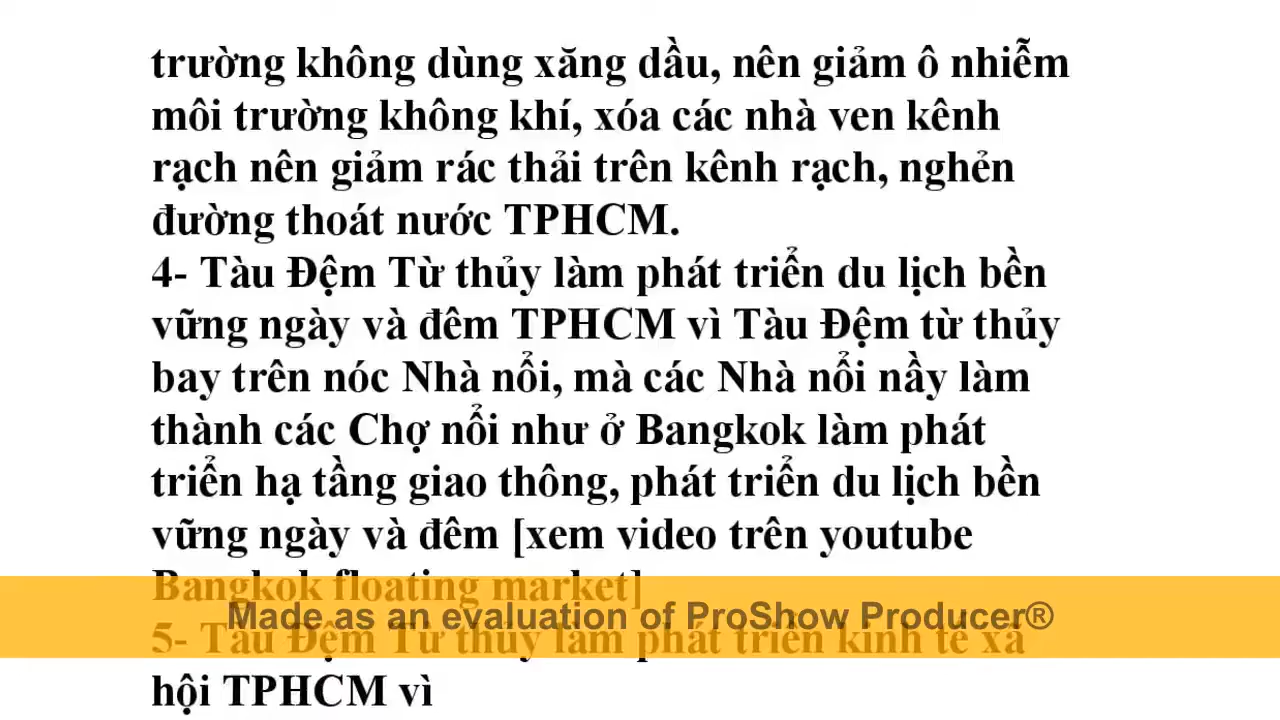 trường không dùng xăng dầu, nên giảm ô nhiễm
môi trường không khí, xóa các nhà ven kênh
rạch nên giảm rác thải trên kênh rạch, nghẻn
đường thoát nước TPHCM.
4- Tàu Đệm Từ thủy làm phát triển du lịch bền
vững ngày và đêm TPHCM vì Tàu Đệm từ thủy
bay trên nóc Nhà nổi, mà các Nhà nổi nầy làm
thành các Chợ nổi như ở Bangkok làm phát
triển hạ tầng giao thông, phát triển du lịch bền
vững ngày và đêm [xem video trên youtube
Bangkok floating market]
Made as an evaluation of ProShow Producer®
5- Tàu Đệm Từ thủy làm phát triển kinh tế xã
hội TPHCM vì